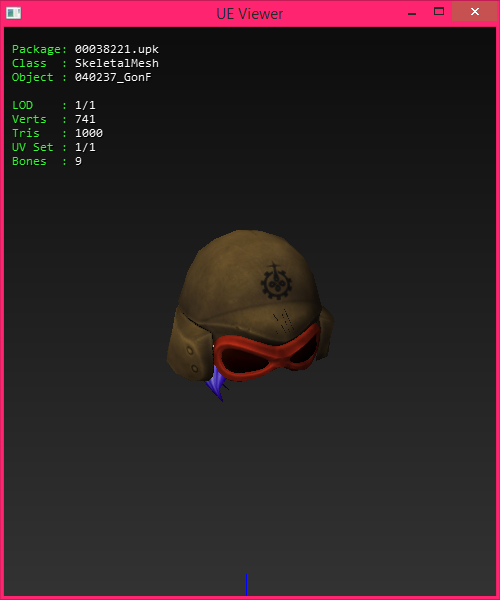 UE Viewer
Package: 00038221.upk
Class : SkeletalMesh
Object : 040237_GonF
LOD : 1/1
Verts : 741
Tris : 1000
UV Set : 1/1
Bones : 9